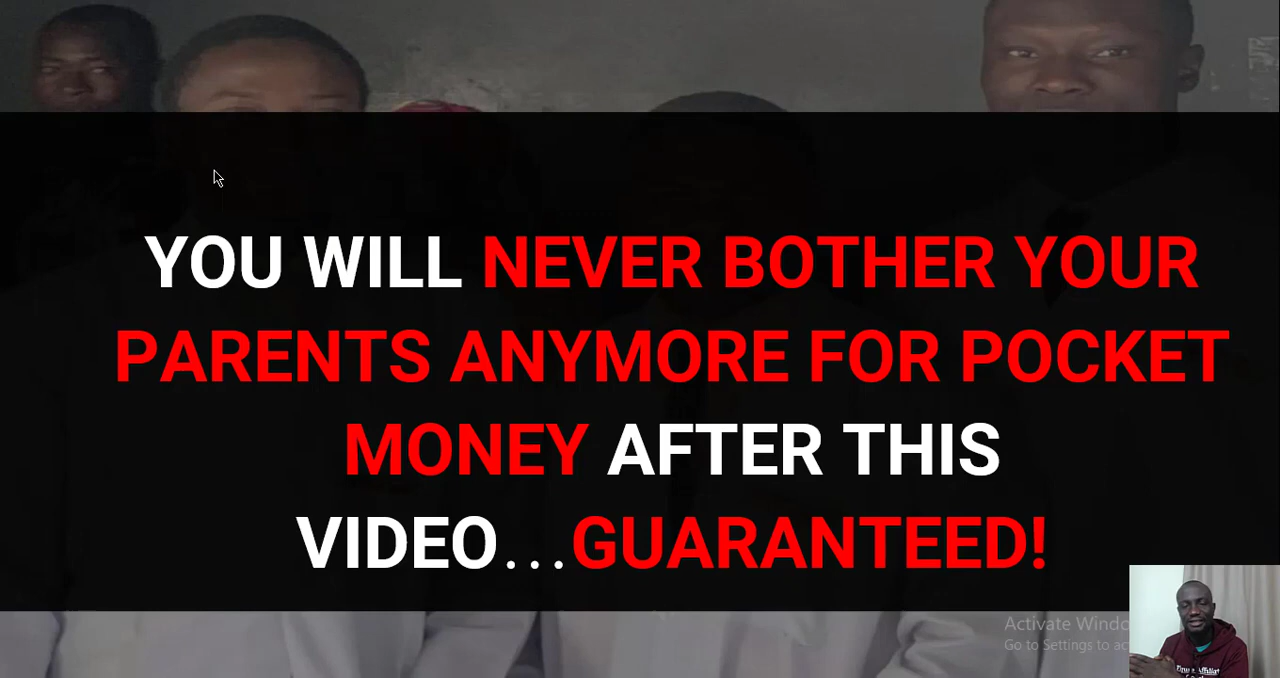 YOU WILL NEVER BOTHER YOUR
PARENTS ANYMORE FOR POCKET
MONEY AFTER THIS
VIDEO...GUARANTEED!
Activate Windo
Go to Settings to ac